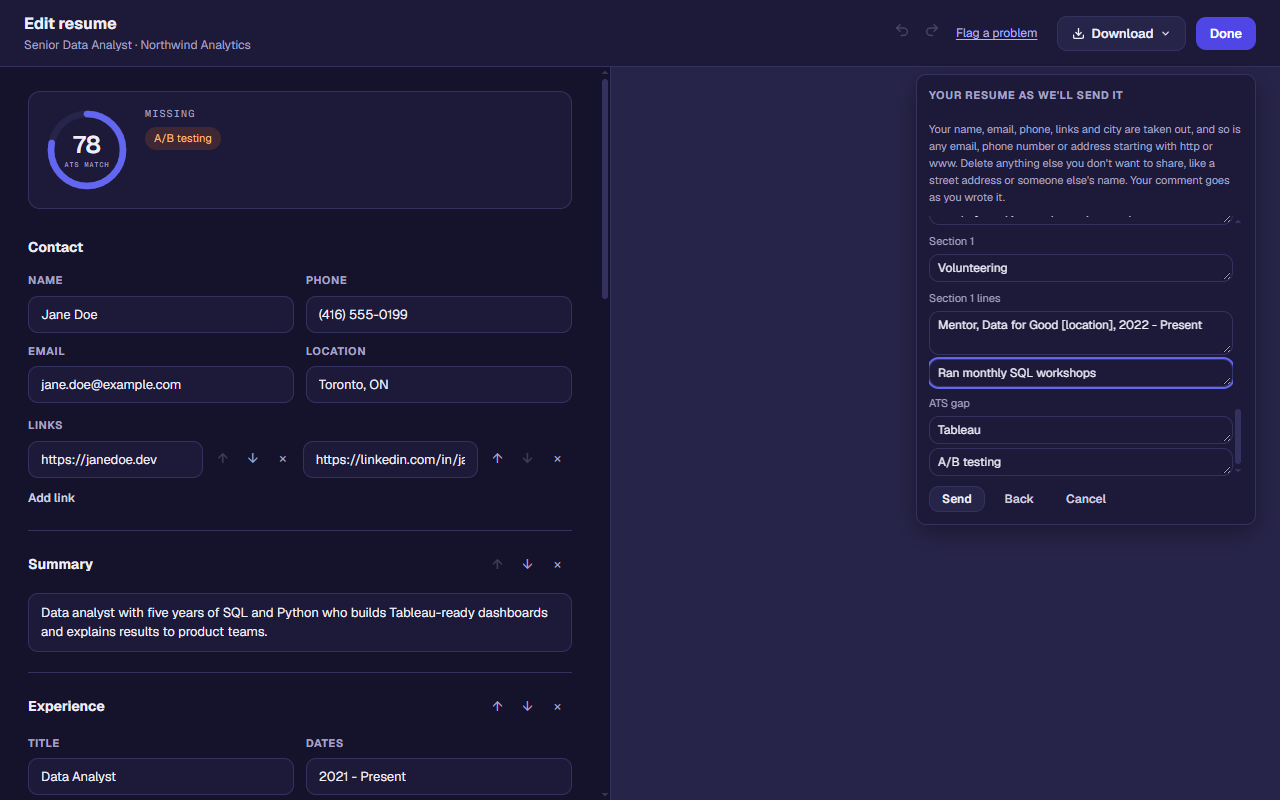 Edit resume
Senior Data Analyst · Northwind Analytics
Flag a problem
Download
Done
78
ATS MATCH
MISSING
A/B testing
Contact
NAME
PHONE
Jane Doe
(416) 555-0199
EMAIL
LOCATION
jane.doe@example.com
Toronto, ON
LINKS
https://janedoe.dev
https://linkedin.com/in/ja
Add link
Summary
Data analyst with five years of SQL and Python who builds Tableau-ready dashboards
and explains results to product teams.
Experience
TITLE
DATES
Data Analyst
2021 - Present
YOUR RESUME AS WE'LL SEND IT
Your name, email, phone, links and city are taken out, and so is
any email, phone number or address starting with http or
www. Delete anything else you don't want to share, like a
street address or someone else's name. Your comment goes
as you wrote it.
Section 1
Volunteering
Section 1 lines
Mentor, Data for Good [location], 2022 - Present
Ran monthly SQL workshops
ATS gap
Tableau
A/B testing
Send
Back
Cancel